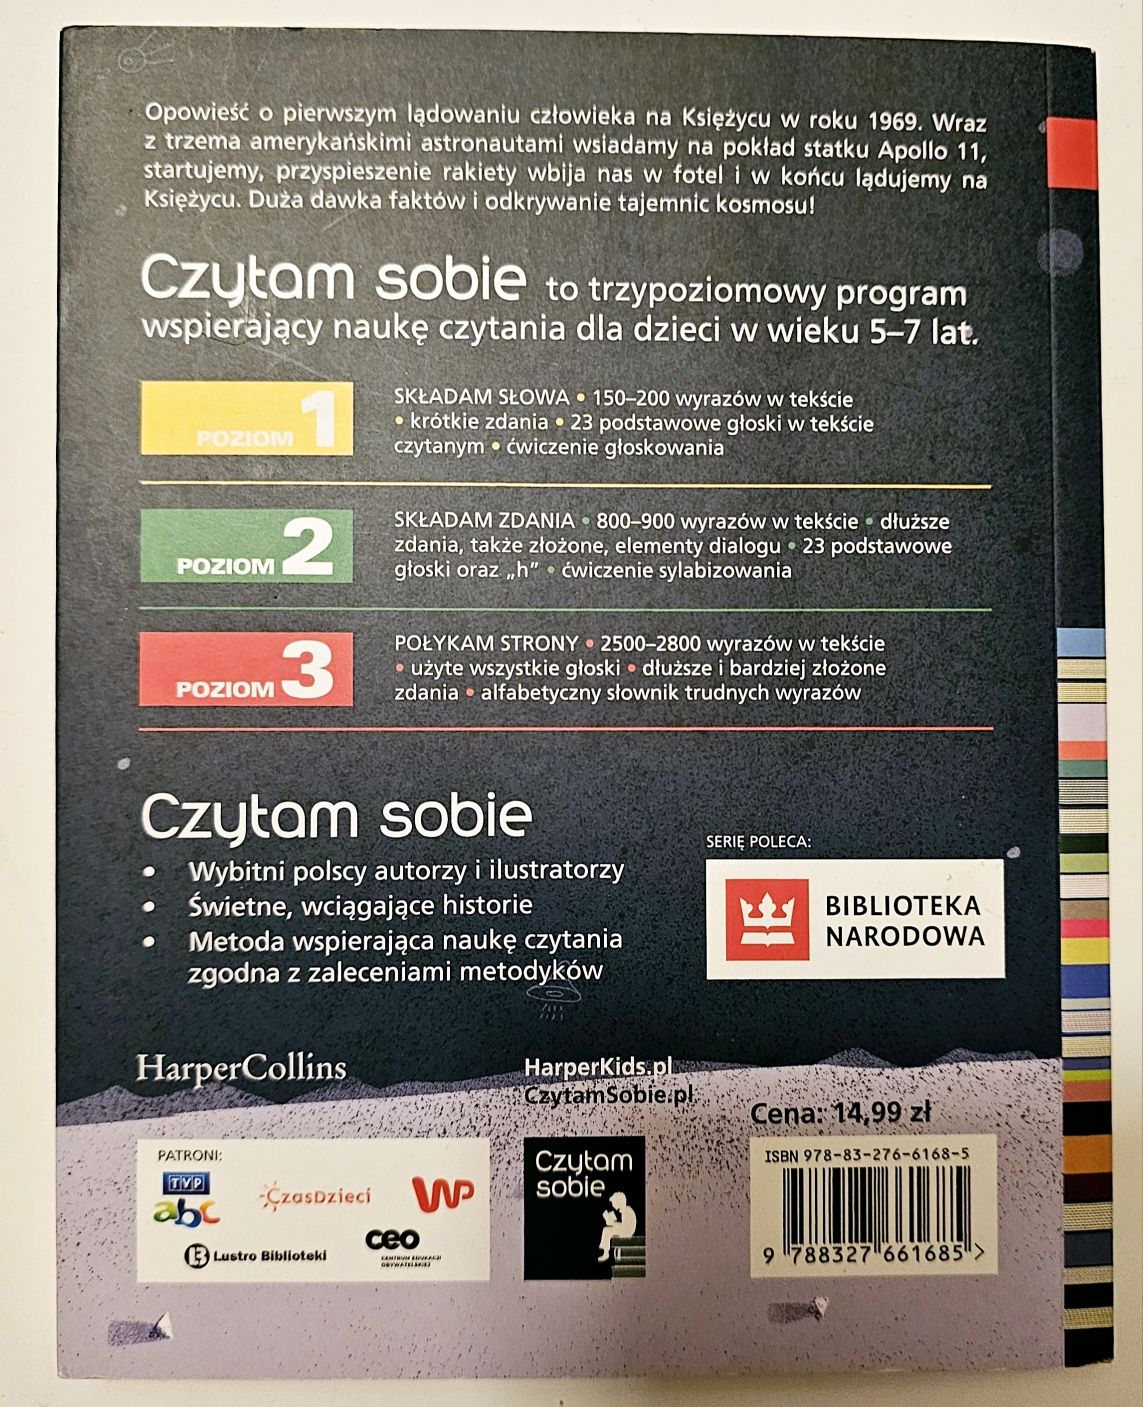 Opowieść o pierwszym lądowaniu człowieka na Księżycu w roku 1969. Wraz
z trzema amerykańskimi astronautami wsiadamy na pokład statku Apollo 11,
startujemy, przyspieszenie rakiety wbija nas w fotel i w końcu lądujemy na
Księżycu. Duża dawka faktów i odkrywanie tajemnic kosmosu!
Czytam sobie to trzypoziomowy program
wspierający naukę czytania dla dzieci w wieku 5–7 lat.
POZIOM 1
SKŁADAM SŁOWA • 150–200 wyrazów w tekście
• krótkie zdania • 23 podstawowe głoski w tekście
czytanym • ćwiczenie głoskowania
POZIOM 2
SKŁADAM ZDANIA • 800–900 wyrazów w tekście • dłuższe
zdania, także złożone, elementy dialogu • 23 podstawowe
głoski oraz „h” • ćwiczenie sylabizowania
POZIOM 3
POŁYKAM STRONY • 2500–2800 wyrazów w tekście
• użyte wszystkie głoski • dłuższe i bardziej złożone
zdania • alfabetyczny słownik trudnych wyrazów
Czytam sobie
• Wybitni polscy autorzy i ilustratorzy
• Świetne, wciągające historie
• Metoda wspierająca naukę czytania
zgodna z zaleceniami metodyków
SERIĘ POLECA:
BIBLIOTEKA
NARODOWA
HarperCollins
HarperKids.pl
CzytamSobie.pl
Cena: 14,99 zł
PATRONI:
TVP
abc
CzasDzieci
WP
Lustro Biblioteki
ceo
CENTRUM EDUKACJI
OBYWATELSKIEJ
Czytam
sobie
ISBN 978-83-276-6168-5
9 788327 661685 >